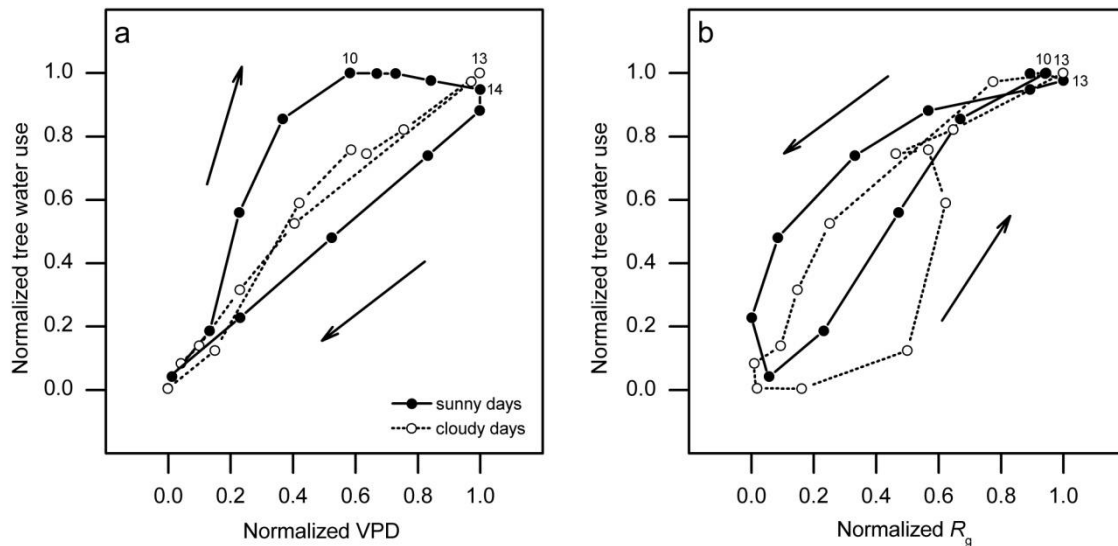 a
10
13
14
1.0
0.8
0.6
0.4
0.2
0.0
Normalized tree water use
sunny days
cloudy days
0.0 0.2 0.4 0.6 0.8 1.0
Normalized VPD
b
10 13
13
1.0
0.8
0.6
0.4
0.2
0.0
Normalized tree water use
0.0 0.2 0.4 0.6 0.8 1.0
Normalized Rg